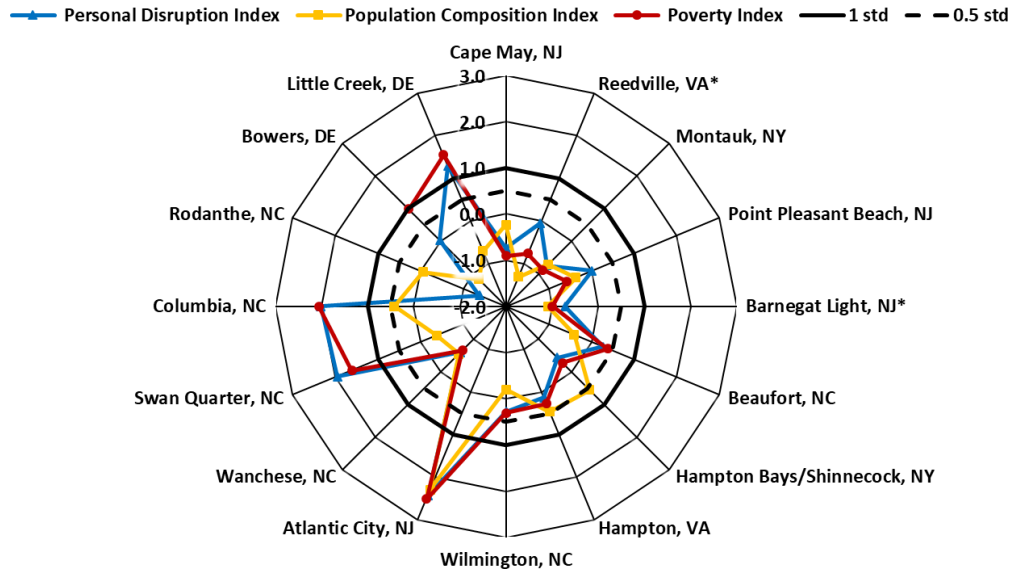 Personal Disruption Index Population Composition Index Poverty Index 1 std 0.5 std
Cape May, NJ
3.0
Little Creek, DE
Reedville, VA*
2.0
Bowers, DE
Montauk, NY
1.0
Rodanthe, NC
0.0
Point Pleasant Beach, NJ
-1.0
Columbia, NC
-2.0
Barnegat Light, NJ*
Swan Quarter, NC
Beaufort, NC
Wanchese, NC
Hampton Bays/Shinnecock, NY
Atlantic City, NJ
Hampton, VA
Wilmington, NC